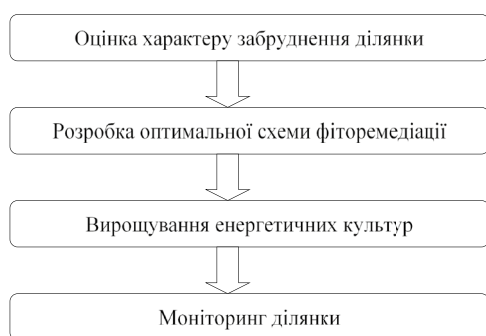 Оцінка характеру забруднення ділянки
Розробка оптимальної схеми фіторемедіації
Вирощування енергетичних культур
Моніторинг ділянки